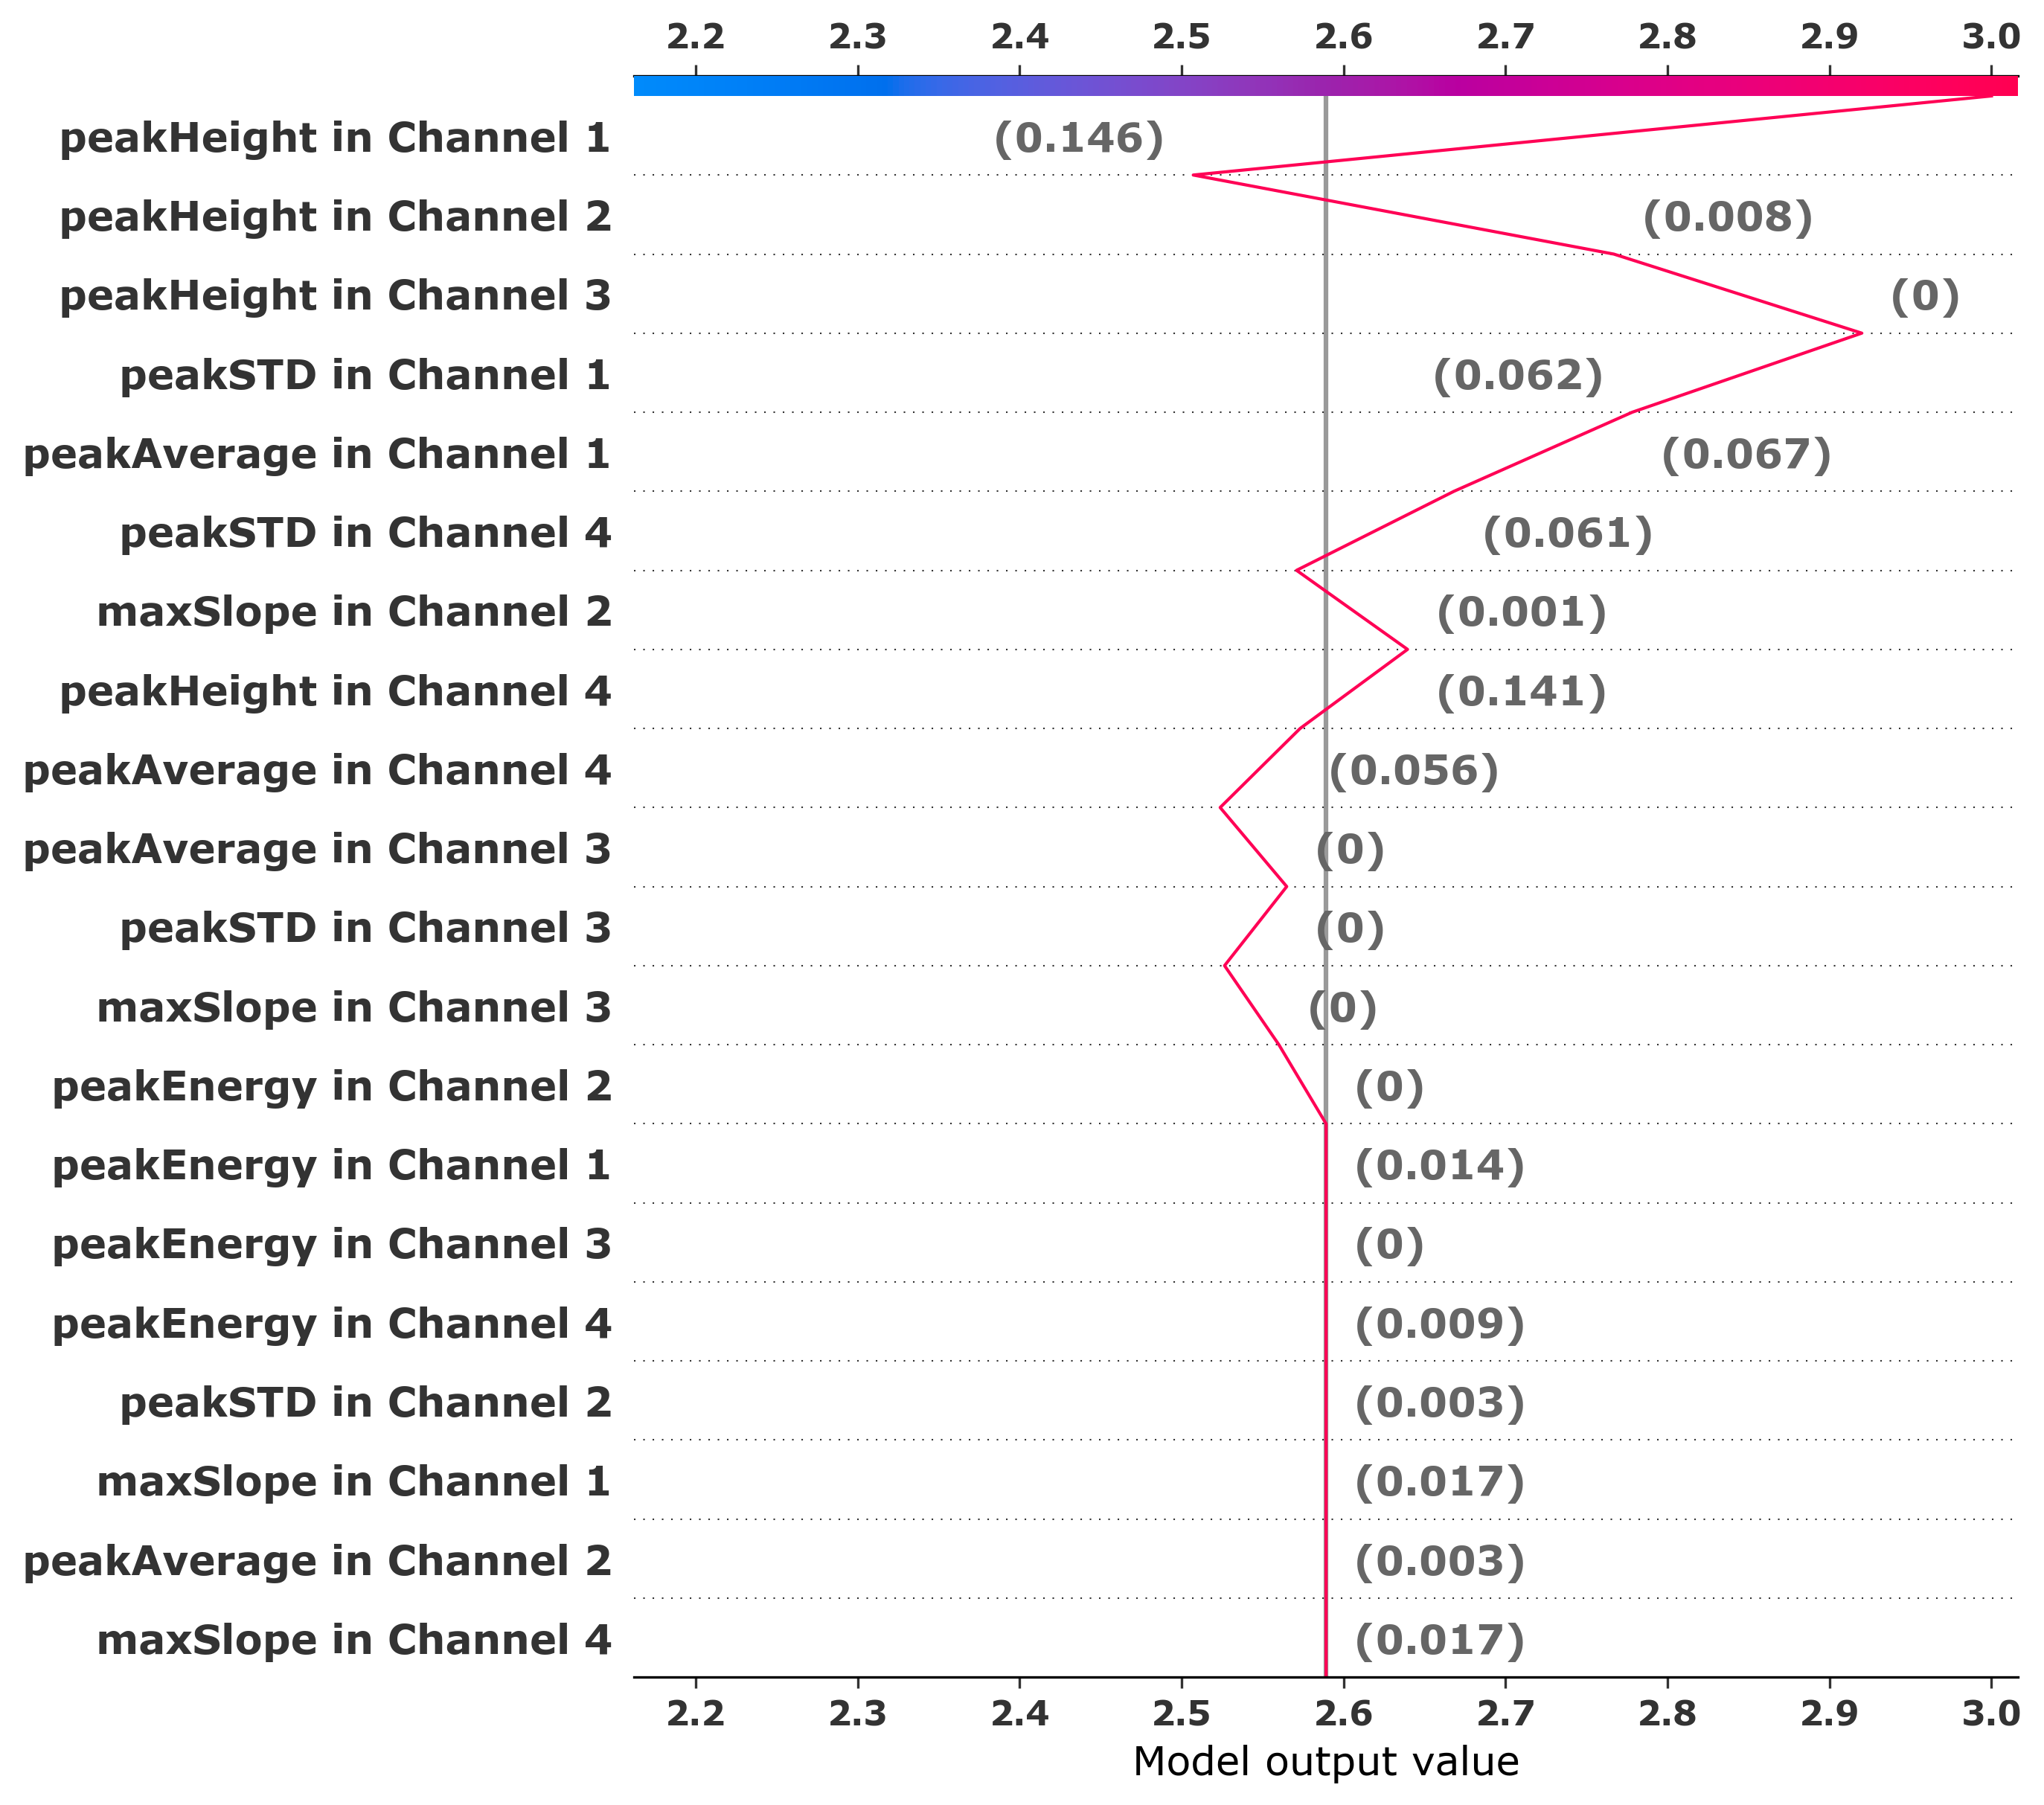 2.2 2.3 2.4 2.5 2.6 2.7 2.8 2.9 3.0
peakHeight in Channel 1 (0.146)
peakHeight in Channel 2 (0.008)
peakHeight in Channel 3 (0)
peakSTD in Channel 1 (0.062)
peakAverage in Channel 1 (0.067)
peakSTD in Channel 4 (0.061)
maxSlope in Channel 2 (0.001)
peakHeight in Channel 4 (0.141)
peakAverage in Channel 4 (0.056)
peakAverage in Channel 3 (0)
peakSTD in Channel 3 (0)
maxSlope in Channel 3 (0)
peakEnergy in Channel 2 (0)
peakEnergy in Channel 1 (0.014)
peakEnergy in Channel 3 (0)
peakEnergy in Channel 4 (0.009)
peakSTD in Channel 2 (0.003)
maxSlope in Channel 1 (0.017)
peakAverage in Channel 2 (0.003)
maxSlope in Channel 4 (0.017)
2.2 2.3 2.4 2.5 2.6 2.7 2.8 2.9 3.0
Model output value